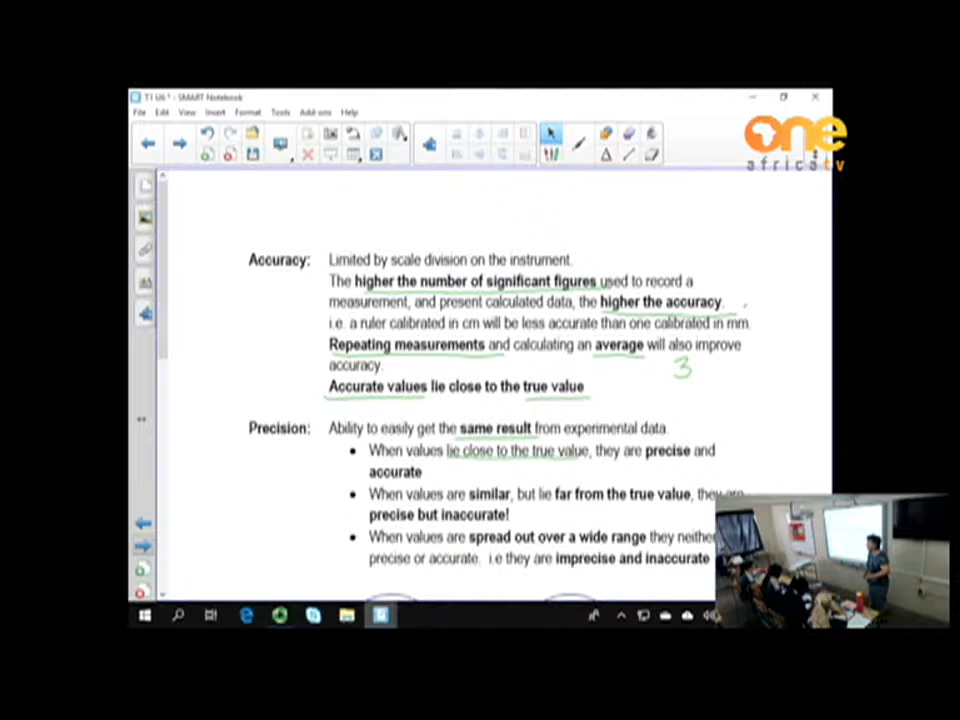 T1 U6 * - SMART Notebook
File Edit View Insert Format Tools Add-ons Help
one
africa tv
Accuracy: Limited by scale division on the instrument.
The higher the number of significant figures used to record a
measurement, and present calculated data, the higher the accuracy.
i.e. a ruler calibrated in cm will be less accurate than one calibrated in mm.
Repeating measurements and calculating an average will also improve
accuracy.
3
Accurate values lie close to the true value
Precision: Ability to easily get the same result from experimental data.
• When values lie close to the true value, they are precise and
accurate
• When values are similar, but lie far from the true value, they are
precise but inaccurate!
• When values are spread out over a wide range they neither
precise or accurate. i.e they are imprecise and inaccurate